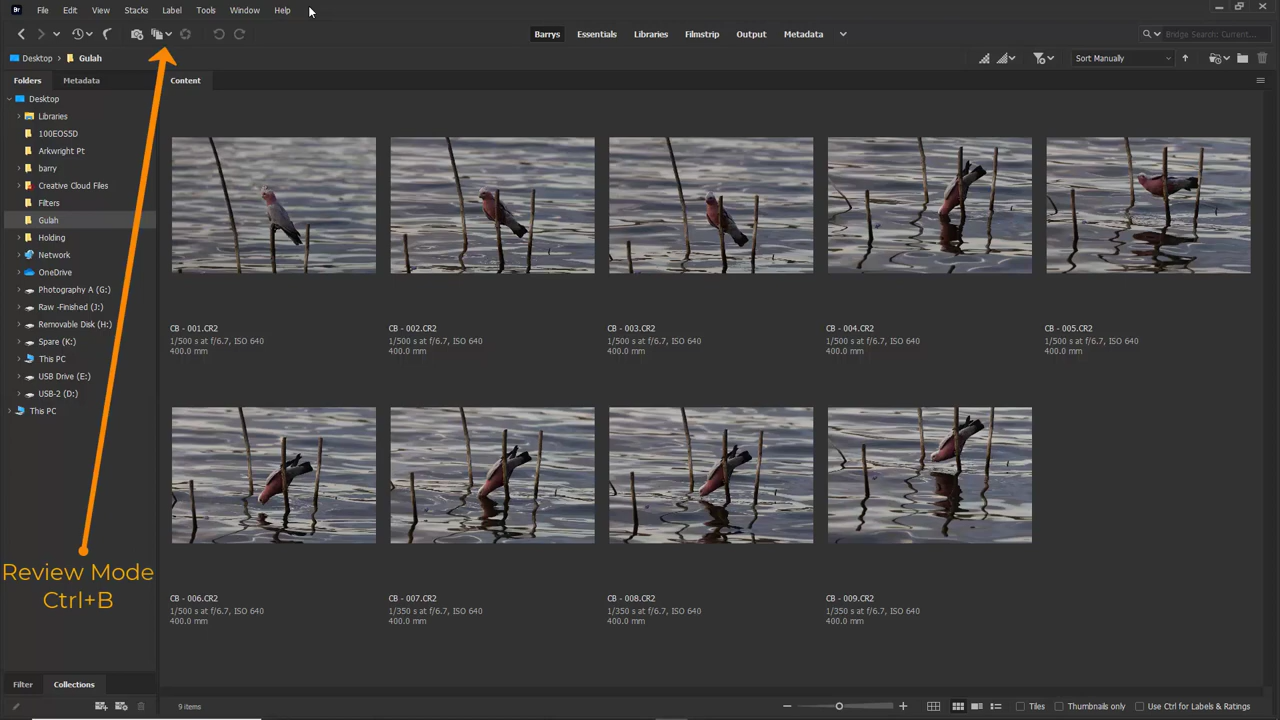 Br File Edit View Stacks Label Tools Window Help
Barrys Essentials Libraries Filmstrip Output Metadata Bridge Search: Current...
Desktop Gulah Sort Manually
Folders Metadata Content
Desktop
Libraries
100EOS5D
Arkwright Pt
barry
Creative Cloud Files
Filters
Gulah
Holding
Network
OneDrive
Photography A (G:)
Raw -Finished (J:)
Removable Disk (H:)
Spare (K:)
This PC
USB Drive (E:)
USB-2 (D:)
This PC
CB - 001.CR2
1/500 s at f/6.7, ISO 640
400.0 mm
CB - 002.CR2
1/500 s at f/6.7, ISO 640
400.0 mm
CB - 003.CR2
1/500 s at f/6.7, ISO 640
400.0 mm
CB - 004.CR2
1/500 s at f/6.7, ISO 640
400.0 mm
CB - 005.CR2
1/500 s at f/6.7, ISO 640
400.0 mm
CB - 006.CR2
1/500 s at f/6.7, ISO 640
400.0 mm
CB - 007.CR2
1/350 s at f/6.7, ISO 640
400.0 mm
CB - 008.CR2
1/350 s at f/6.7, ISO 640
400.0 mm
CB - 009.CR2
1/350 s at f/6.7, ISO 640
400.0 mm
Review Mode
Ctrl+B
Filter Collections
9 items Tiles Thumbnails only Use Ctrl for Labels & Ratings